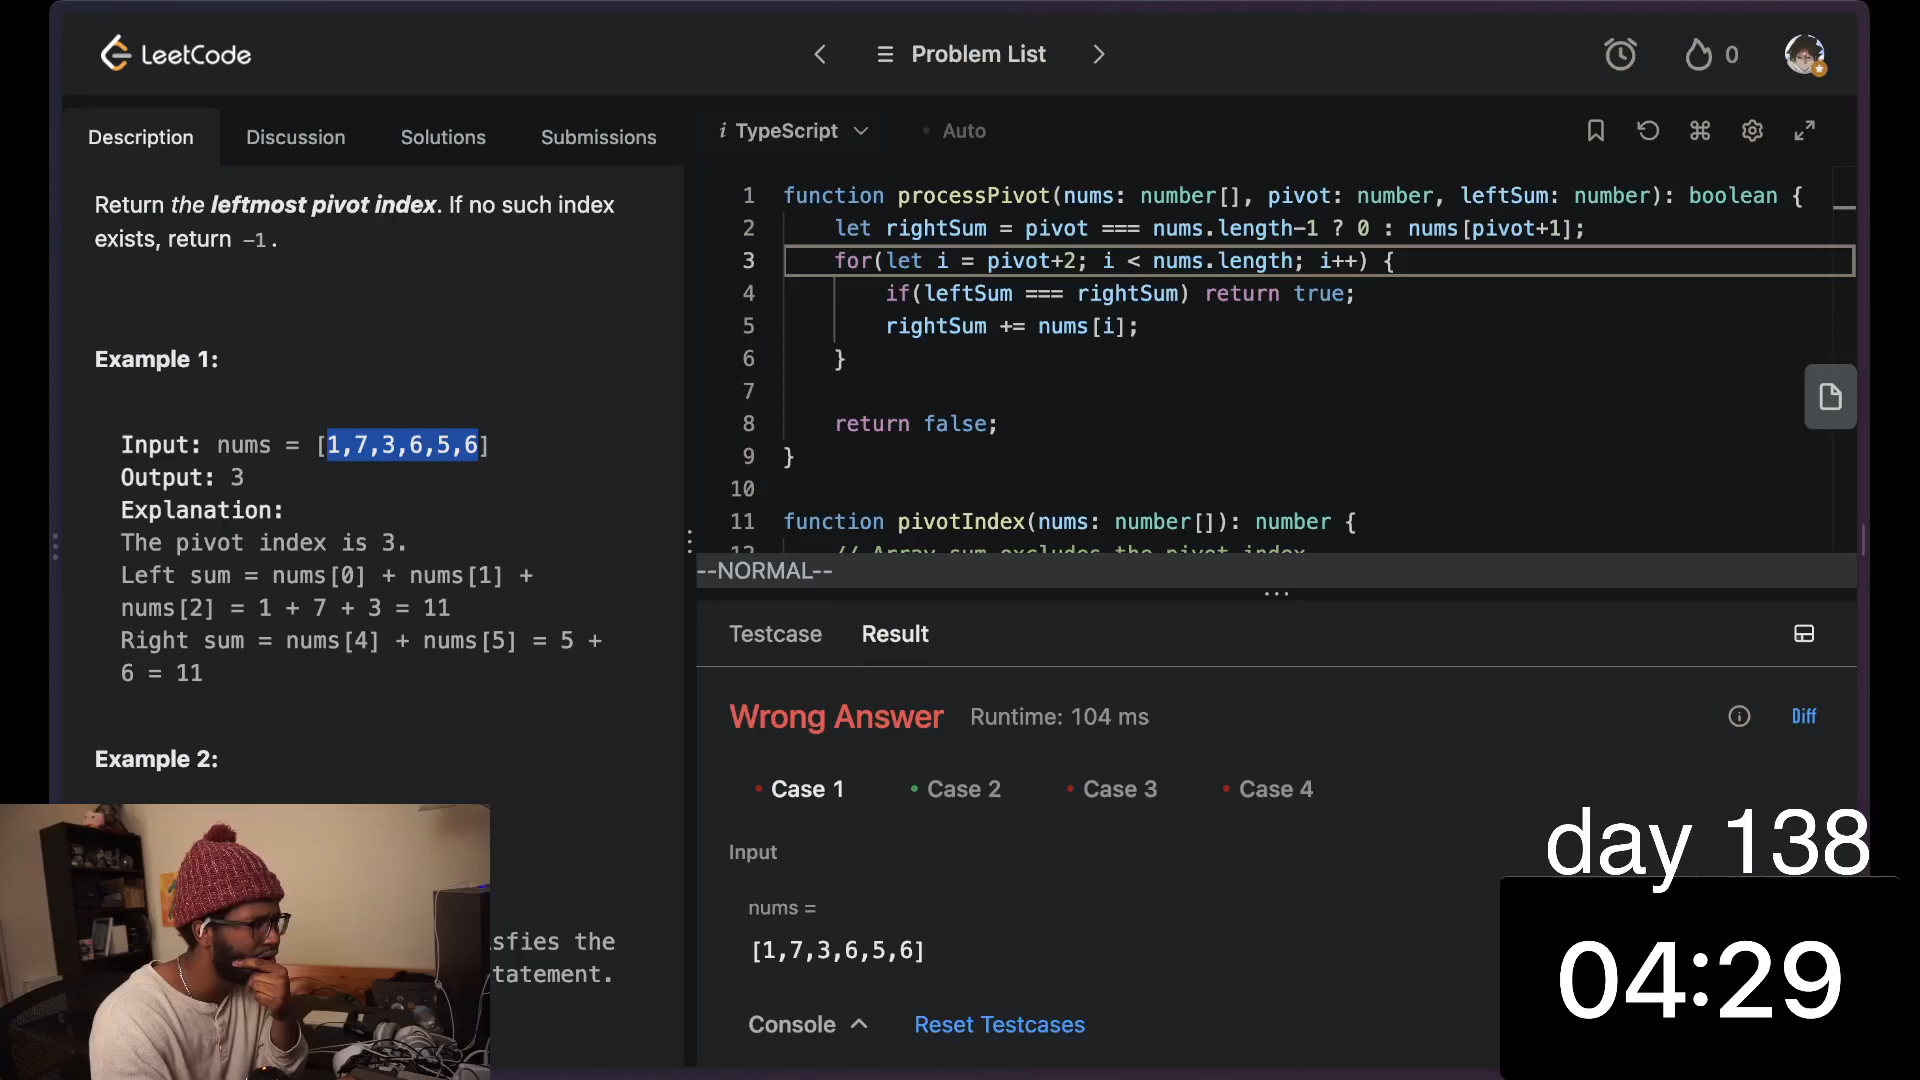 LeetCode
Problem List
0
Description
Discussion
Solutions
Submissions
i TypeScript
• Auto
Return the leftmost pivot index. If no such index
exists, return -1.
Example 1:
Input: nums = [1,7,3,6,5,6]
Output: 3
Explanation:
The pivot index is 3.
Left sum = nums[0] + nums[1] +
nums[2] = 1 + 7 + 3 = 11
Right sum = nums[4] + nums[5] = 5 +
6 = 11
Example 2:
sfies the
tatement.
1 function processPivot(nums: number[], pivot: number, leftSum: number): boolean {
2 let rightSum = pivot === nums.length-1 ? 0 : nums[pivot+1];
3 for(let i = pivot+2; i < nums.length; i++) {
4 if(leftSum === rightSum) return true;
5 rightSum += nums[i];
6 }
7
8 return false;
9 }
10
11 function pivotIndex(nums: number[]): number {
12 // Array sum excludes the pivot index
--NORMAL--
Testcase
Result
Wrong Answer
Runtime: 104 ms
Diff
• Case 1
• Case 2
• Case 3
• Case 4
Input
nums =
[1,7,3,6,5,6]
Console
Reset Testcases
day 138
04:29